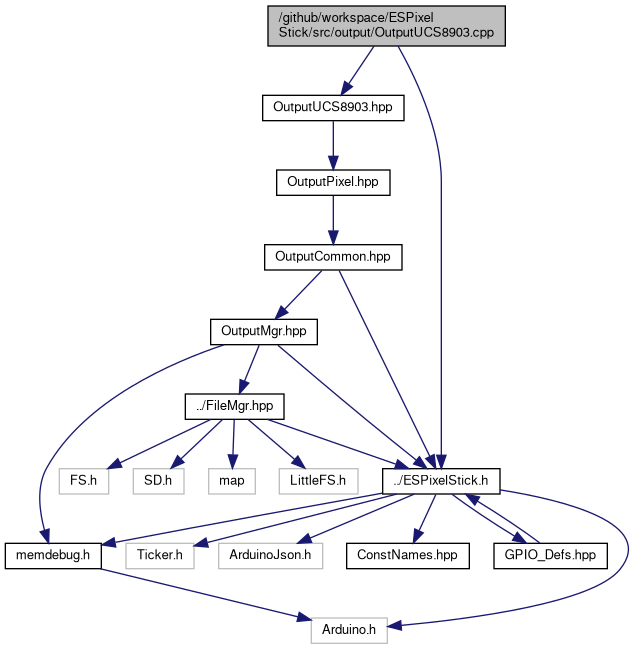 /github/workspace/ESPixel
Stick/src/output/OutputUCS8903.cpp
OutputUCS8903.hpp
OutputPixel.hpp
OutputCommon.hpp
OutputMgr.hpp
../FileMgr.hpp
FS.h
SD.h
map
LittleFS.h
../ESPixelStick.h
memdebug.h
Ticker.h
ArduinoJson.h
ConstNames.hpp
GPIO_Defs.hpp
Arduino.h